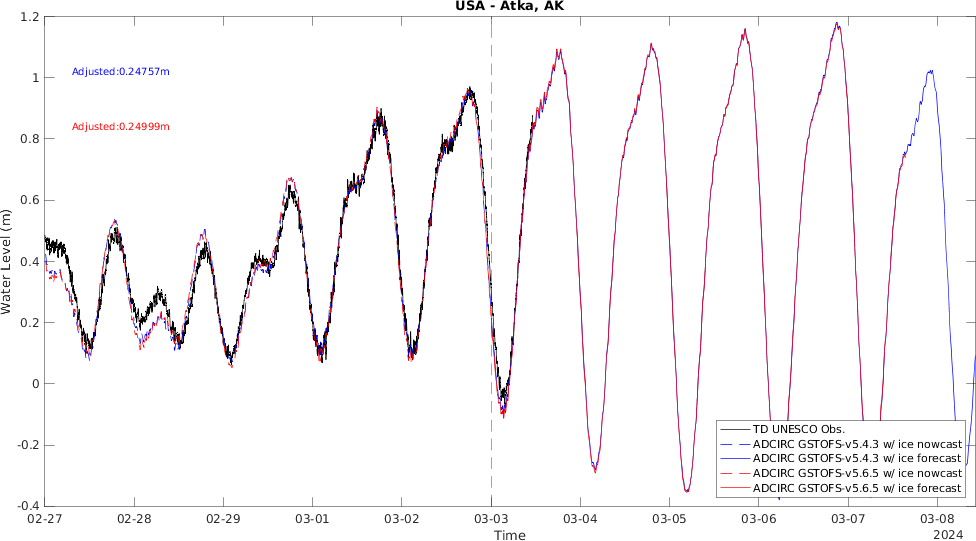 USA - Atka, AK
1.2
1
0.8
0.6
0.4
0.2
0
-0.2
-0.4
Water Level (m)
Adjusted:0.24757m
Adjusted:0.24999m
TD UNESCO Obs.
ADCIRC GSTOFS-v5.4.3 w/ ice nowcast
ADCIRC GSTOFS-v5.4.3 w/ ice forecast
ADCIRC GSTOFS-v5.6.5 w/ ice nowcast
ADCIRC GSTOFS-v5.6.5 w/ ice forecast
02-27 02-28 02-29 03-01 03-02 03-03 03-04 03-05 03-06 03-07 03-08
Time
2024